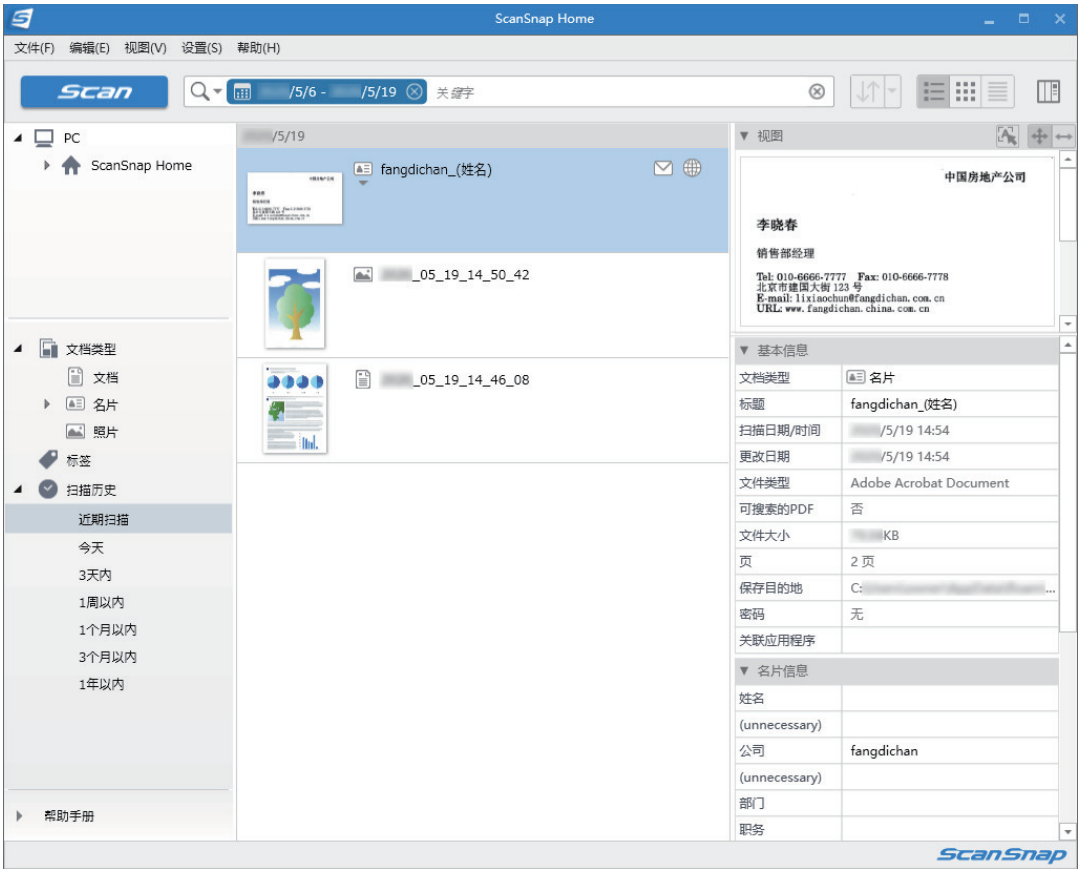 ScanSnap Home
文件(F) 编辑(E) 视图(V) 设置(S) 帮助(H)
Scan
/5/6 - /5/19 关键字
PC
ScanSnap Home
文档类型
文档
名片
照片
标签
扫描历史
近期扫描
今天
3天内
1周以内
1个月以内
3个月以内
1年以内
帮助手册
/5/19
fangdichan_(姓名)
_05_19_14_50_42
_05_19_14_46_08
视图
中国房地产公司
李晓春
销售部经理
Tel: 010-6666-7777 Fax: 010-6666-7778
北京市建国大街 123 号
E-mail: lixiaochun@fangdichan.com.cn
URL: www.fangdichan.china.com.cn
基本信息
文档类型 名片
标题 fangdichan_(姓名)
扫描日期/时间 /5/19 14:54
更改日期 /5/19 14:54
文件类型 Adobe Acrobat Document
可搜索的PDF 否
文件大小 KB
页 2 页
保存目的地 C: ...
密码 无
关联应用程序
名片信息
姓名
(unnecessary)
公司 fangdichan
(unnecessary)
部门
职务
ScanSnap